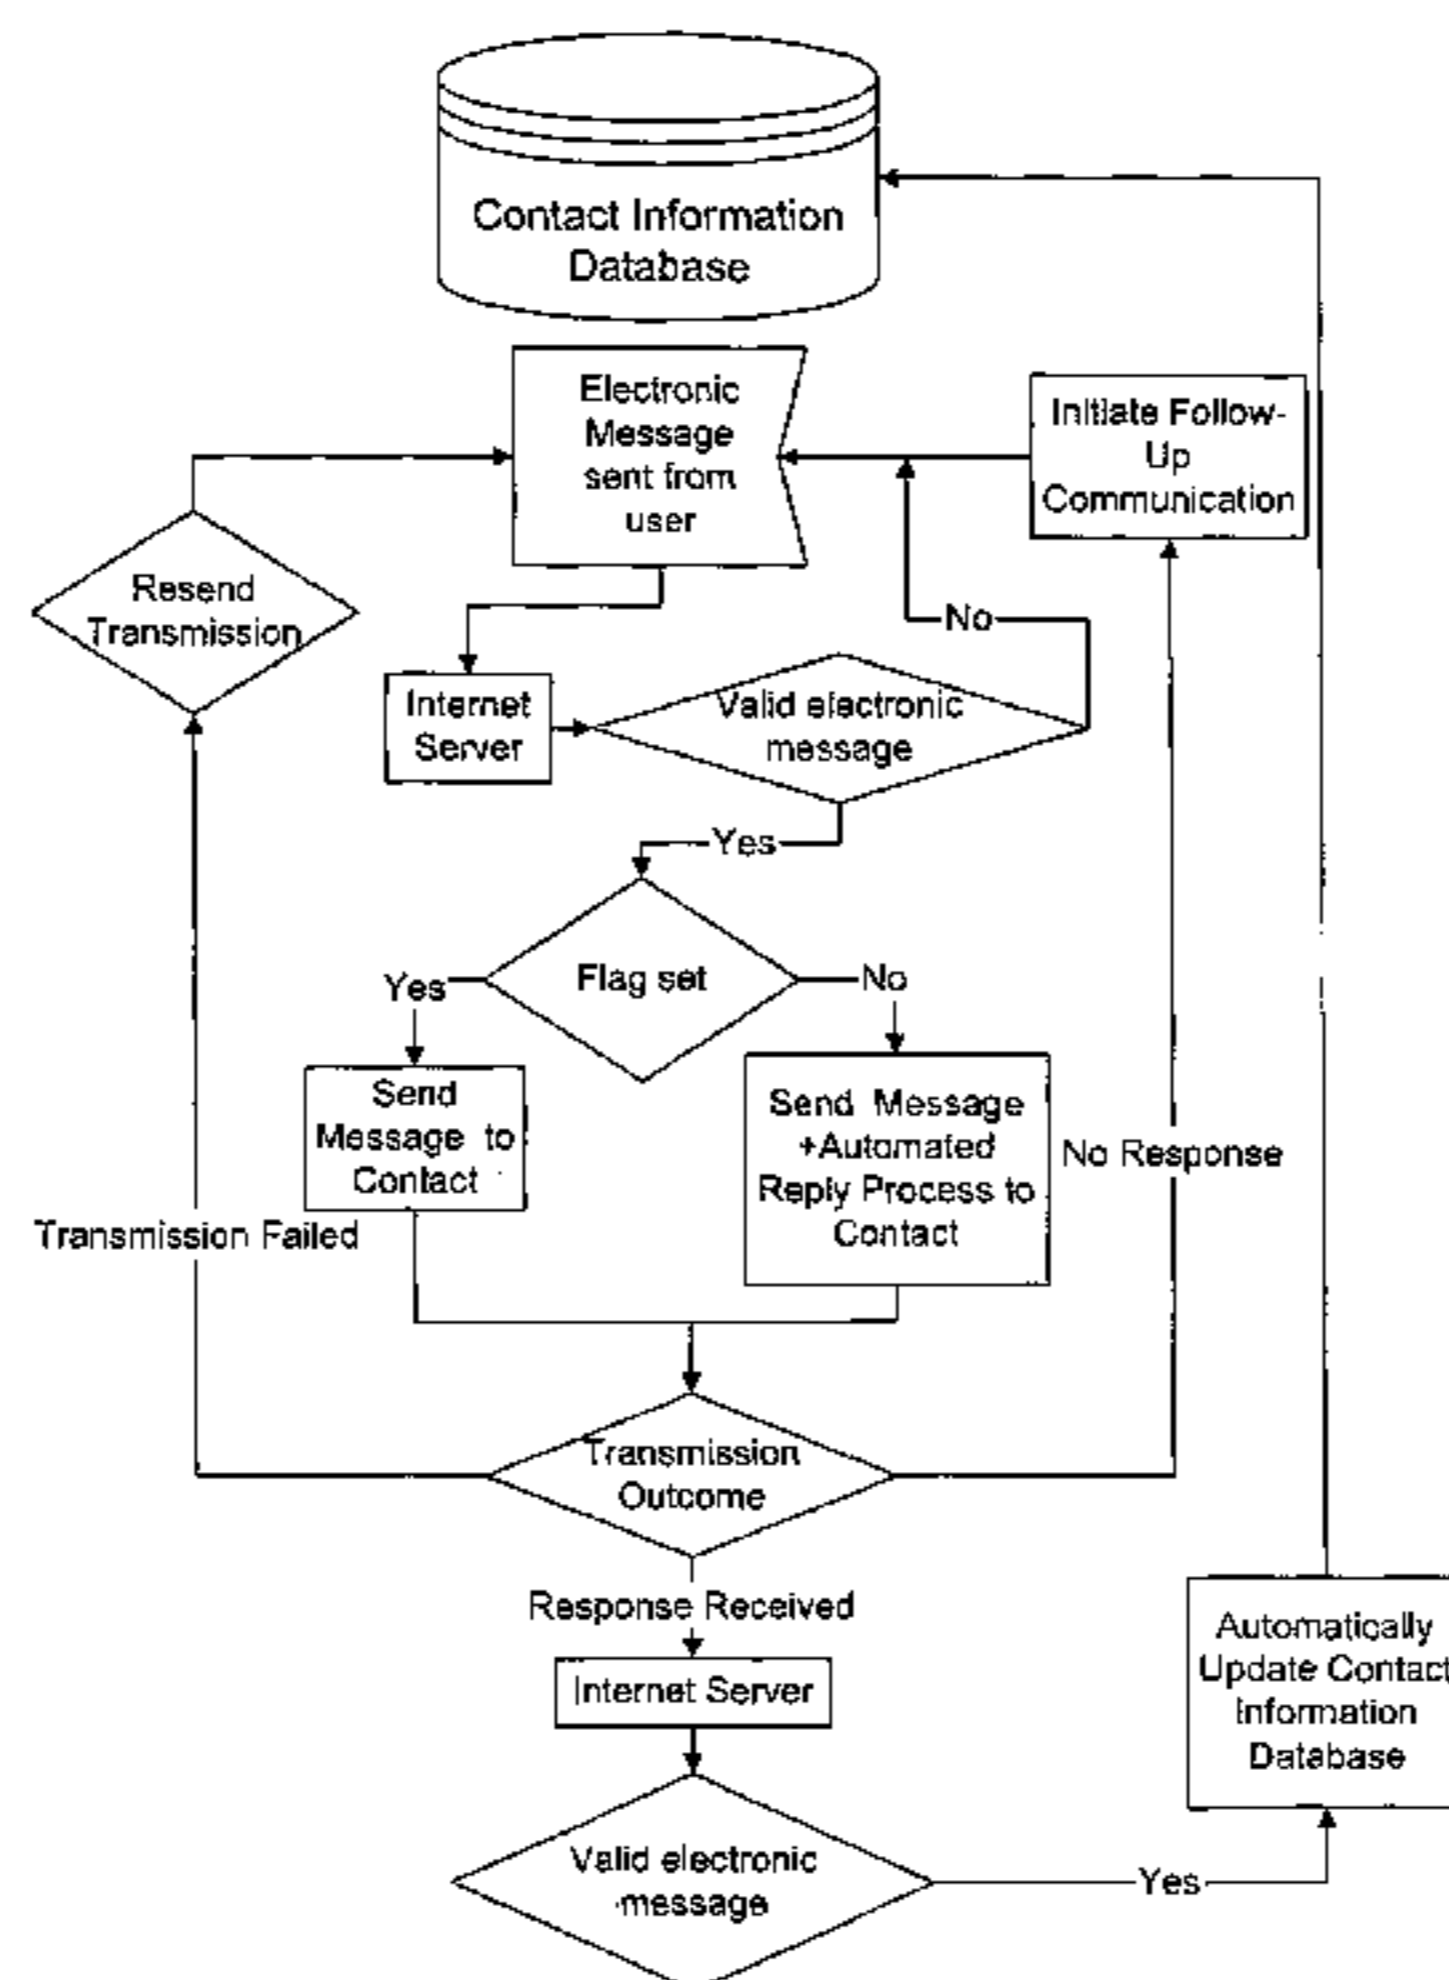 Contact Information
Database
Electronic
Message
sent from
user
Initiate Follow-
Up
Communication
Resend
Transmission
No
Internet
Server
Valid electronic
message
Yes
Flag set
Yes
No
Send
Message to
Contact
Send Message
+Automated
Reply Process to
Contact
No Response
Transmission Failed
Transmission
Outcome
Response Received
Internet Server
Automatically
Update Contact
Information
Database
Valid electronic
message
Yes